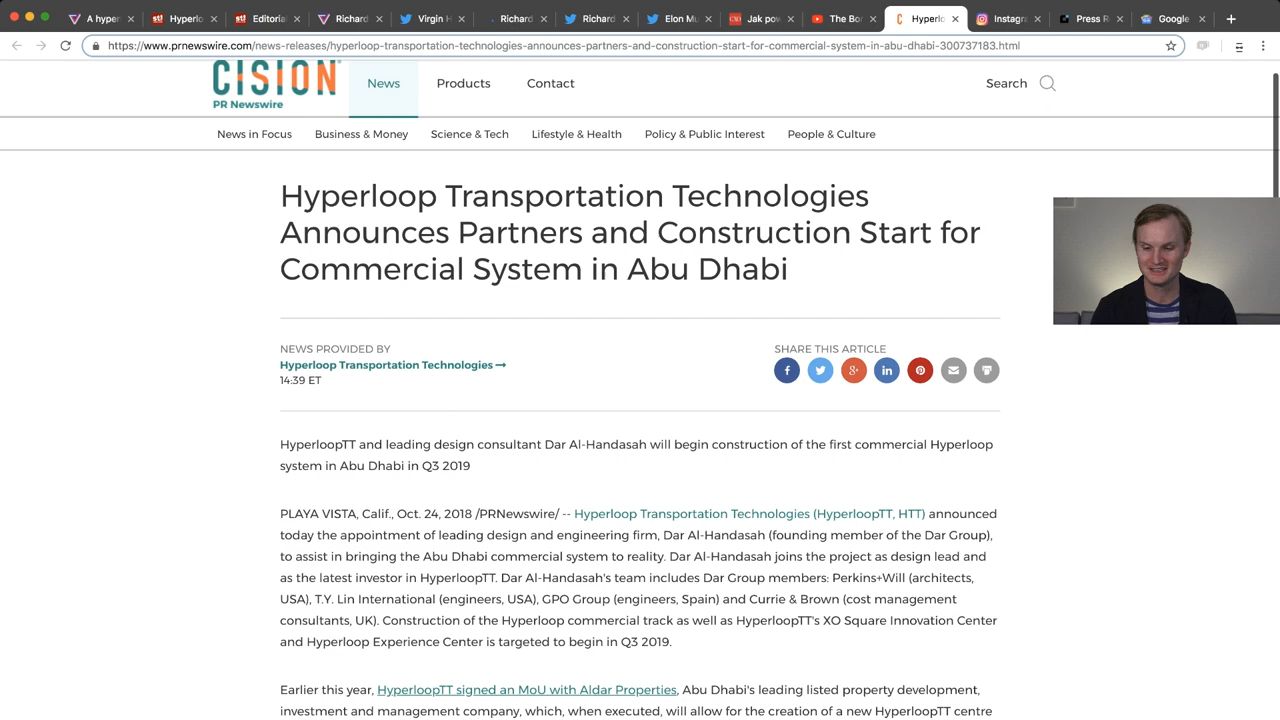 A hyper
Hyperlo
Editoria
Richard
Virgin H
Richard
Richard
Elon Mu
Jak pow
The Bor
Hyperlo
Instagr
Press R
Google
https://www.prnewswire.com/news-releases/hyperloop-transportation-technologies-announces-partners-and-construction-start-for-commercial-system-in-abu-dhabi-300737183.html
CISION
PR Newswire
News
Products
Contact
Search
News in Focus
Business & Money
Science & Tech
Lifestyle & Health
Policy & Public Interest
People & Culture
Hyperloop Transportation Technologies
Announces Partners and Construction Start for
Commercial System in Abu Dhabi
NEWS PROVIDED BY
Hyperloop Transportation Technologies →
14:39 ET
SHARE THIS ARTICLE
HyperloopTT and leading design consultant Dar Al-Handasah will begin construction of the first commercial Hyperloop
system in Abu Dhabi in Q3 2019
PLAYA VISTA, Calif., Oct. 24, 2018 /PRNewswire/ -- Hyperloop Transportation Technologies (HyperloopTT, HTT) announced
today the appointment of leading design and engineering firm, Dar Al-Handasah (founding member of the Dar Group),
to assist in bringing the Abu Dhabi commercial system to reality. Dar Al-Handasah joins the project as design lead and
as the latest investor in HyperloopTT. Dar Al-Handasah's team includes Dar Group members: Perkins+Will (architects,
USA), T.Y. Lin International (engineers, USA), GPO Group (engineers, Spain) and Currie & Brown (cost management
consultants, UK). Construction of the Hyperloop commercial track as well as HyperloopTT's XO Square Innovation Center
and Hyperloop Experience Center is targeted to begin in Q3 2019.
Earlier this year, HyperloopTT signed an MoU with Aldar Properties, Abu Dhabi's leading listed property development,
investment and management company, which, when executed, will allow for the creation of a new HyperloopTT centre